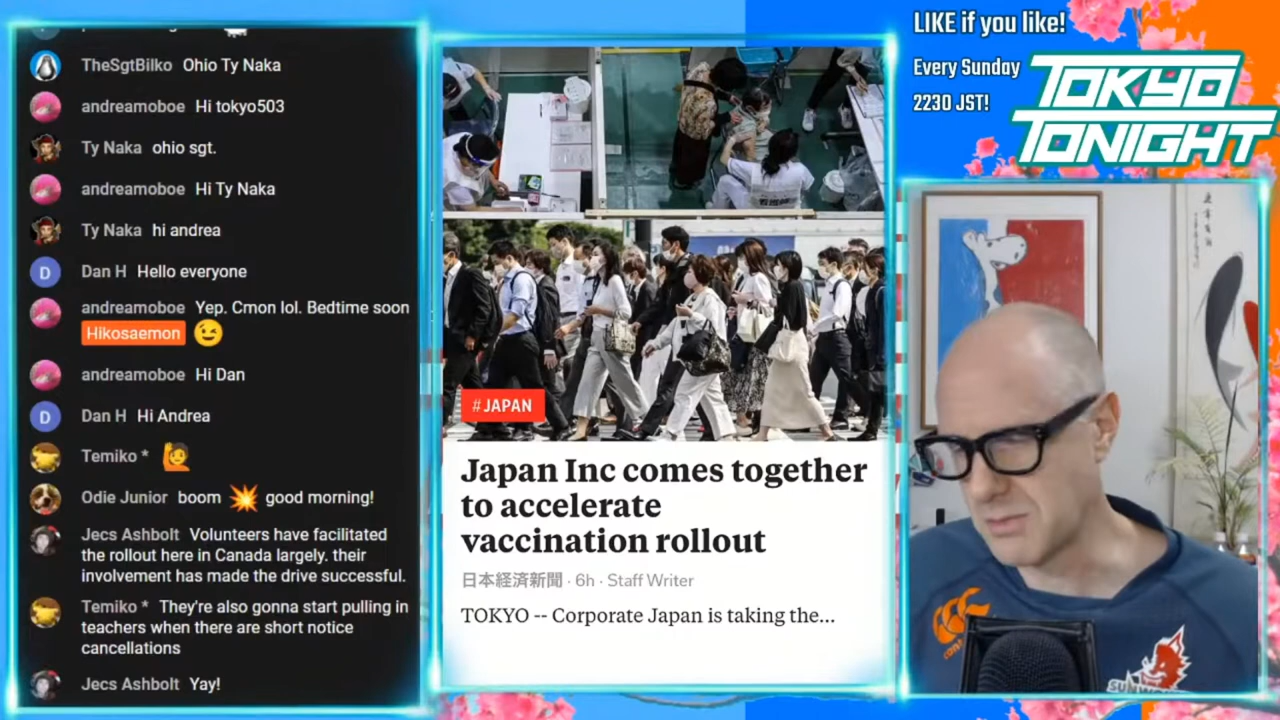 TheSgtBilko Ohio Ty Naka
andreamoboe Hi tokyo503
Ty Naka ohio sgt.
andreamoboe Hi Ty Naka
Ty Naka hi andrea
D Dan H Hello everyone
andreamoboe Yep. Cmon lol. Bedtime soon
Hikosaemon 😉
andreamoboe Hi Dan
D Dan H Hi Andrea
Temiko * 🙋
Odie Junior boom 💥 good morning!
Jecs Ashbolt Volunteers have facilitated
the rollout here in Canada largely. their
involvement has made the drive successful.
Temiko * They're also gonna start pulling in
teachers when there are short notice
cancellations
Jecs Ashbolt Yay!
#JAPAN
Japan Inc comes together
to accelerate
vaccination rollout
日本経済新聞 · 6h · Staff Writer
TOKYO -- Corporate Japan is taking the...
LIKE if you like!
Every Sunday
2230 JST!
TOKYO
TONIGHT